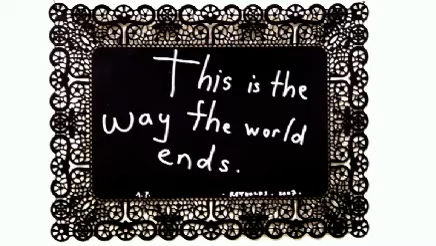 This is the
way the world
ends.
A.P. - REYNOLDS. 2007.